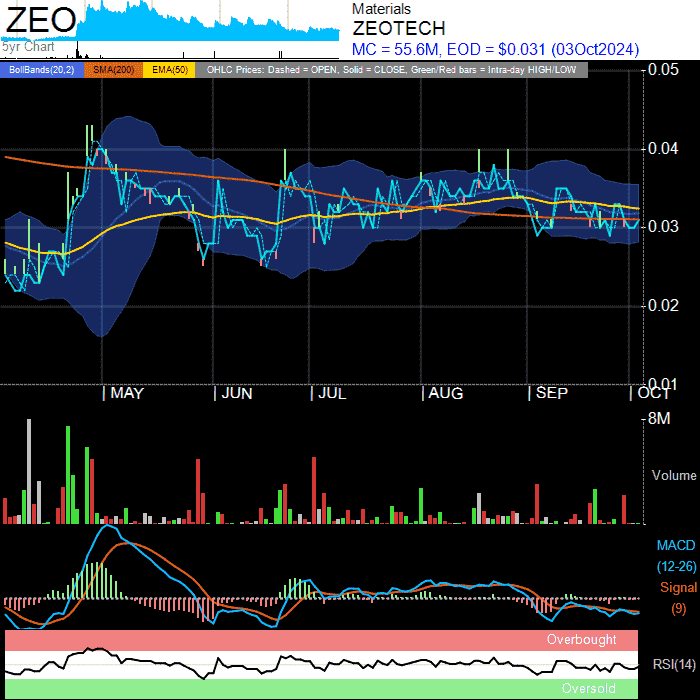 ZEO
5yr Chart
Materials
ZEOTECH
MC = 55.6M, EOD = $0.031 (03Oct2024)
BollBands(20,2) SMA(200) EMA(50) OHLC Prices: Dashed = OPEN, Solid = CLOSE, Green/Red bars = Intra-day HIGH/LOW
0.05
0.04
0.03
0.02
0.01
MAY JUN JUL AUG SEP OCT
8M
Volume
MACD
(12-26)
Signal
(9)
Overbought
RSI(14)
Oversold